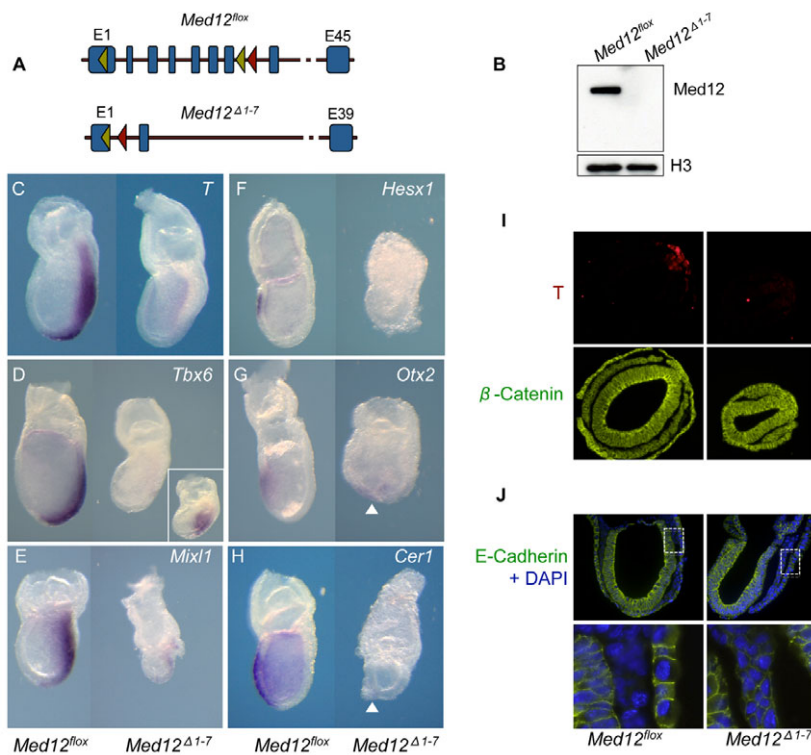 A
Med12flox
E1
E45
Med12Δ1-7
E1
E39
B
Med12flox
Med12Δ1-7
Med12
H3
C
T
F
Hesx1
D
Tbx6
G
Otx2
E
Mixl1
H
Cer1
Med12flox
Med12Δ1-7
Med12flox
Med12Δ1-7
I
T
β-Catenin
J
E-Cadherin
+ DAPI
Med12flox
Med12Δ1-7